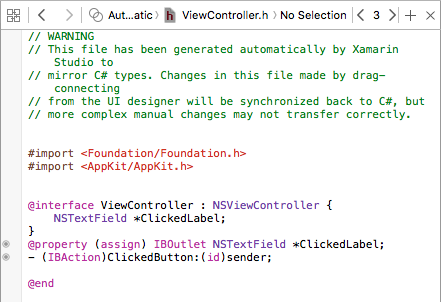 Aut...atic
h
ViewController.h
No Selection
3
// WARNING
// This file has been generated automatically by Xamarin
Studio to
// mirror C# types. Changes in this file made by drag-
connecting
// from the UI designer will be synchronized back to C#, but
// more complex manual changes may not transfer correctly.
#import <Foundation/Foundation.h>
#import <AppKit/AppKit.h>
@interface ViewController : NSViewController {
NSTextField *ClickedLabel;
}
@property (assign) IBOutlet NSTextField *ClickedLabel;
- (IBAction)ClickedButton:(id)sender;
@end